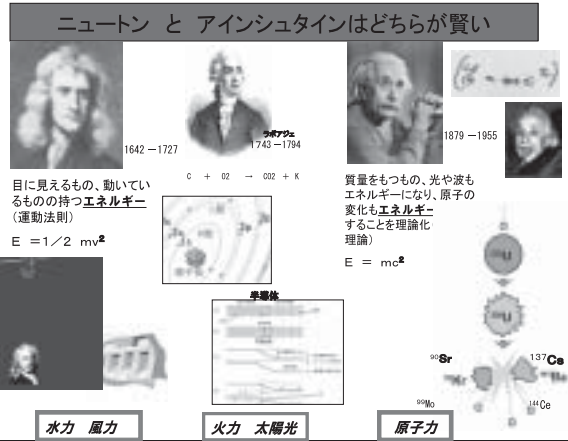 ニュートン と アインシュタインはどちらが賢い
1642 －1727
ラボアジェ
1743 －1794
1879 －1955
C + O2 → CO2 + K
目に見えるもの、動いてい
るものの持つエネルギー
(運動法則)
E ＝1／2 mv²
質量をもつもの、光や波も
エネルギーになり、原子の
変化もエネルギー
することを理論化
理論)
E ＝ mc²
半導体
U
U
⁹⁰Sr
¹³⁷Cs
⁹⁹Mo
¹⁴⁴Ce
水力 風力
火力 太陽光
原子力